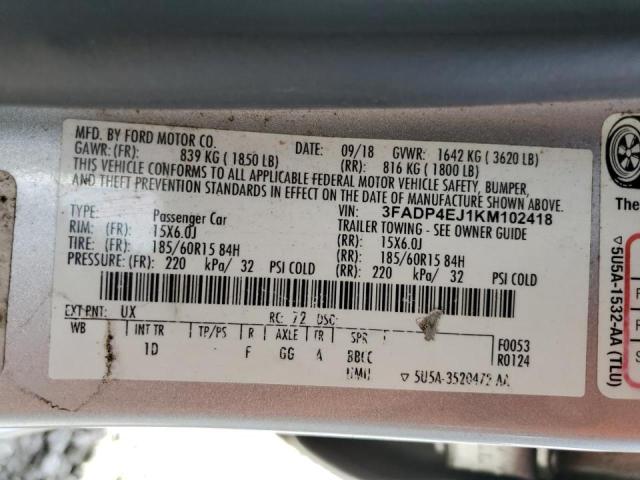 MFD. BY FORD MOTOR CO.
DATE: 09/18 GVWR: 1642 KG ( 3620 LB)
GAWR: (FR): 839 KG ( 1850 LB) (RR): 816 KG ( 1800 LB)
THIS VEHICLE CONFORMS TO ALL APPLICABLE FEDERAL MOTOR VEHICLE SAFETY, BUMPER,
AND THEFT PREVENTION STANDARDS IN EFFECT ON THE DATE OF MANUFACTURE SHOWN ABOVE.
VIN: 3FADP4EJ1KM102418
TYPE: Passenger Car TRAILER TOWING - SEE OWNER GUIDE
RIM: (FR): 15X6.0J (RR): 15X6.0J
TIRE: (FR): 185/60R15 84H (RR): 185/60R15 84H
PRESSURE: (FR): 220 kPa/ 32 PSI COLD (RR): 220 kPa/ 32 PSI COLD
EXT PNT: UX RC: 72 DSO:
WB INT TR TP/PS R AXLE FR SPR F0053
1D F GG A R0124
▽ 5U5A-3520472-AA
▽5U5A-1532-AA (TLU)